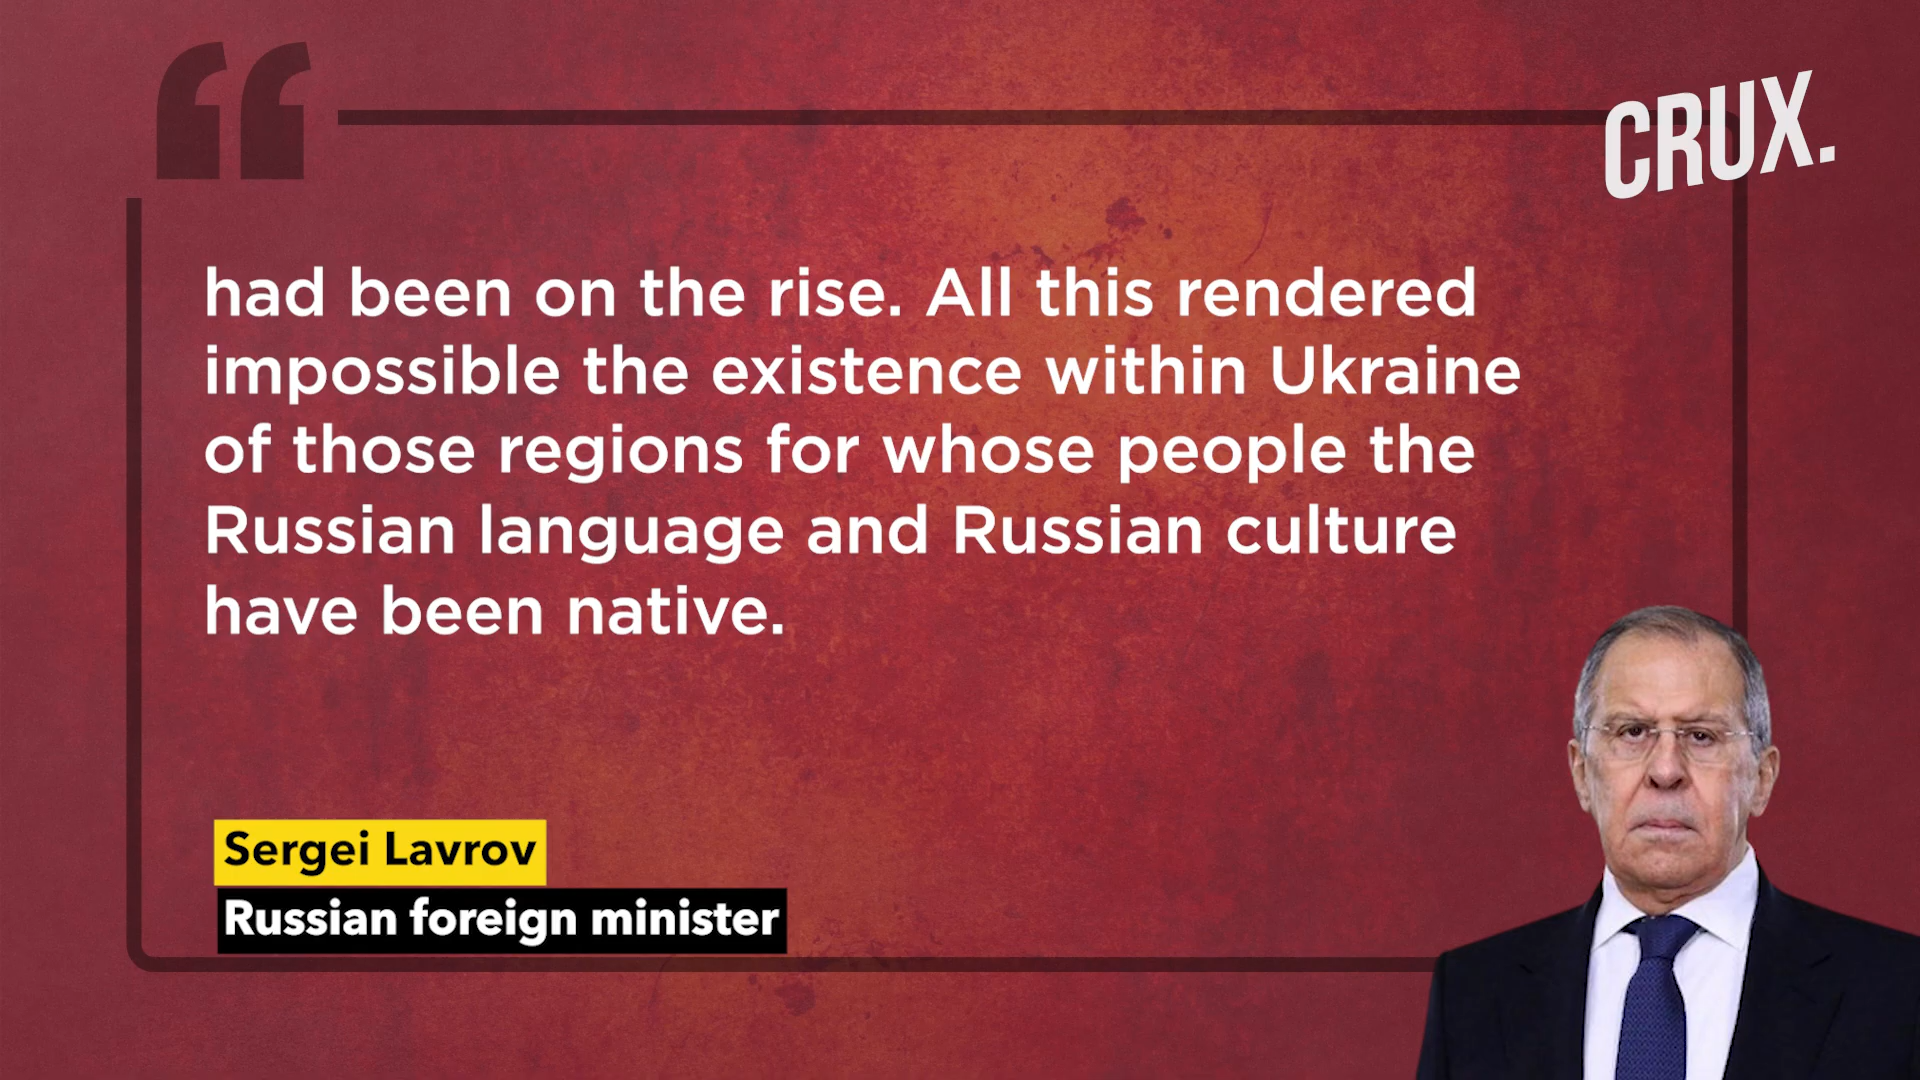 CRUX.
had been on the rise. All this rendered
impossible the existence within Ukraine
of those regions for whose people the
Russian language and Russian culture
have been native.
Sergei Lavrov
Russian foreign minister